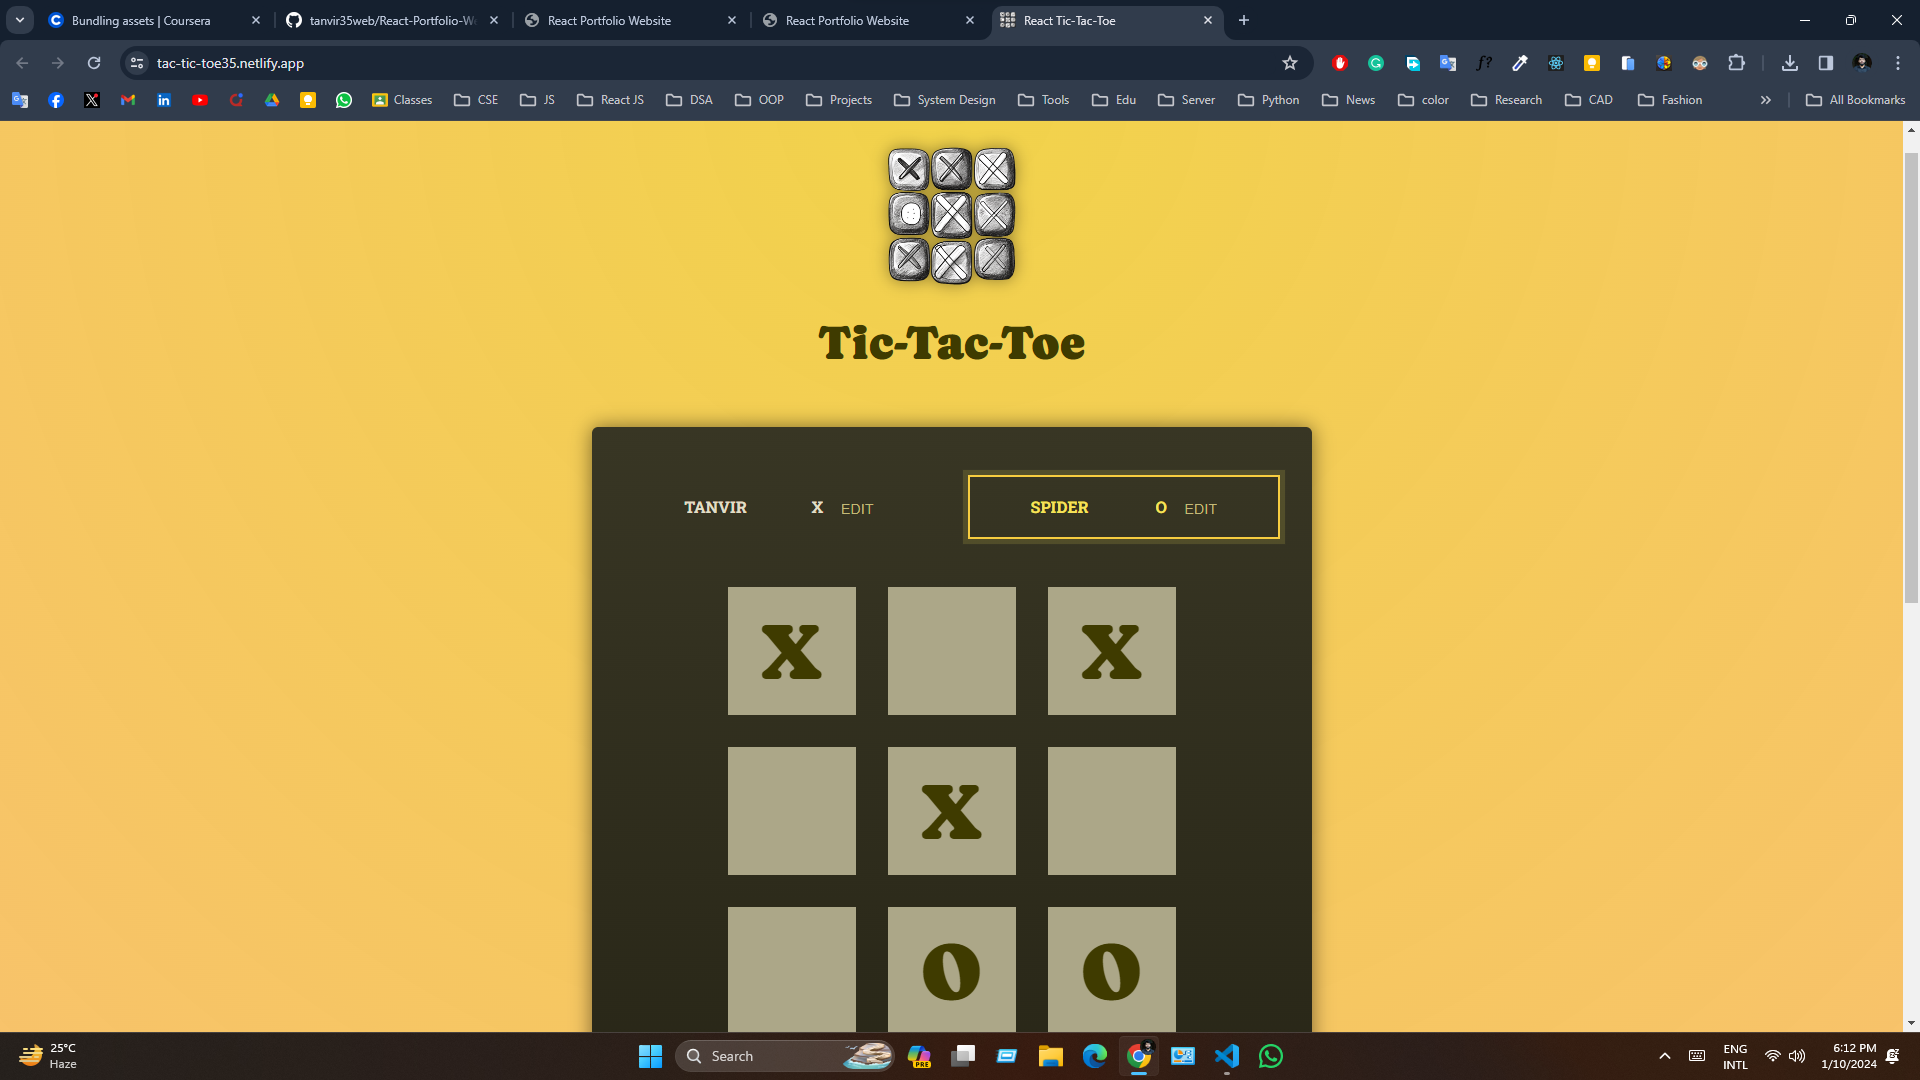 Bundling assets | Coursera
tanvir35web/React-Portfolio-We
React Portfolio Website
React Portfolio Website
React Tic-Tac-Toe
tac-tic-toe35.netlify.app
Classes
CSE
JS
React JS
DSA
OOP
Projects
System Design
Tools
Edu
Server
Python
News
color
Research
CAD
Fashion
All Bookmarks
Tic-Tac-Toe
TANVIR X EDIT
SPIDER O EDIT
X X
X
O O
25°C
Haze
Search
PRE
ENG
INTL
6:12 PM
1/10/2024